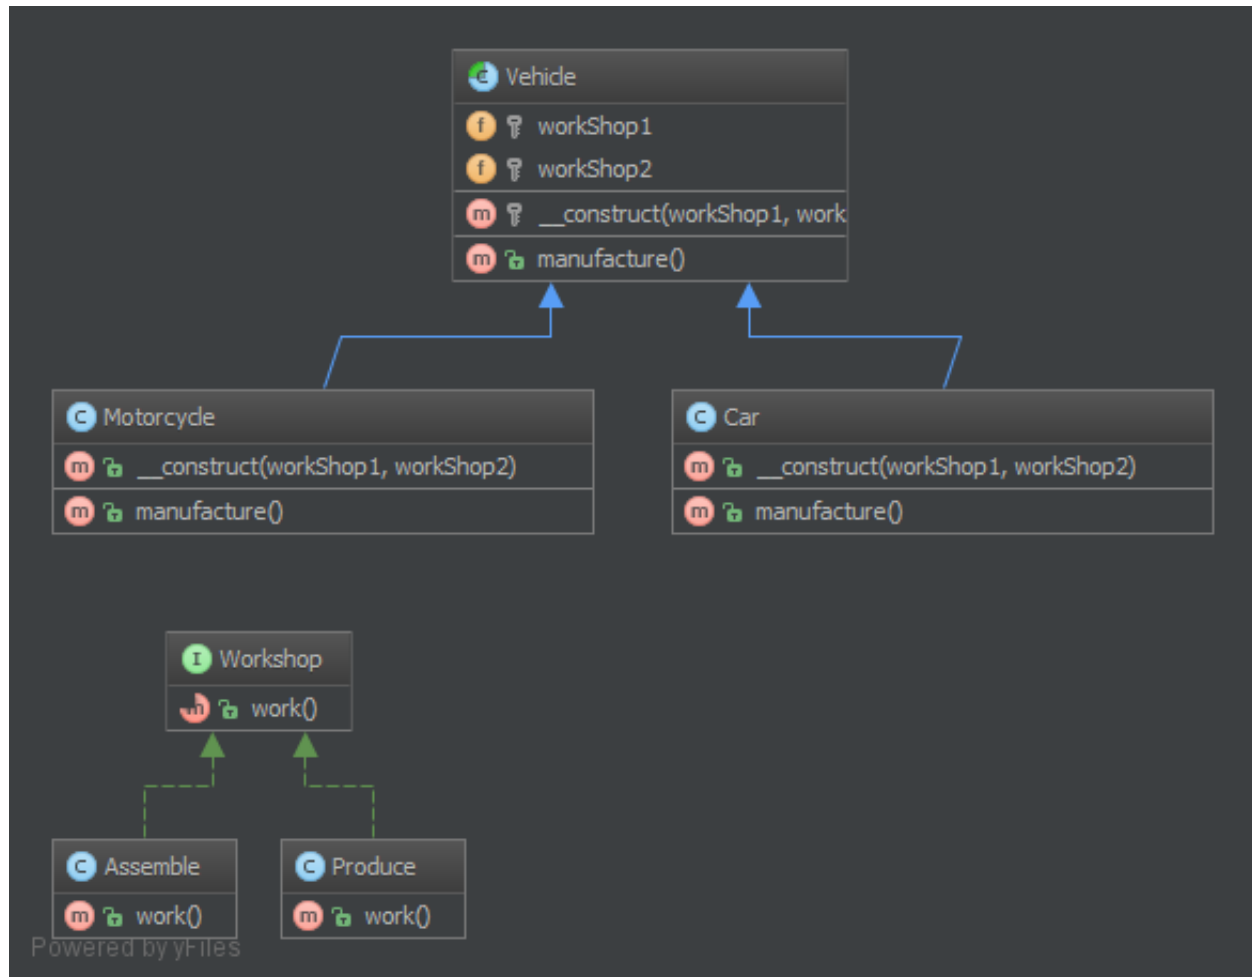 Vehicle
workShop1
workShop2
__construct(workShop1, work
manufacture()
Motorcycle
__construct(workShop1, workShop2)
manufacture()
Car
__construct(workShop1, workShop2)
manufacture()
Workshop
work()
Assemble
work()
Produce
work()
Powered by yFiles